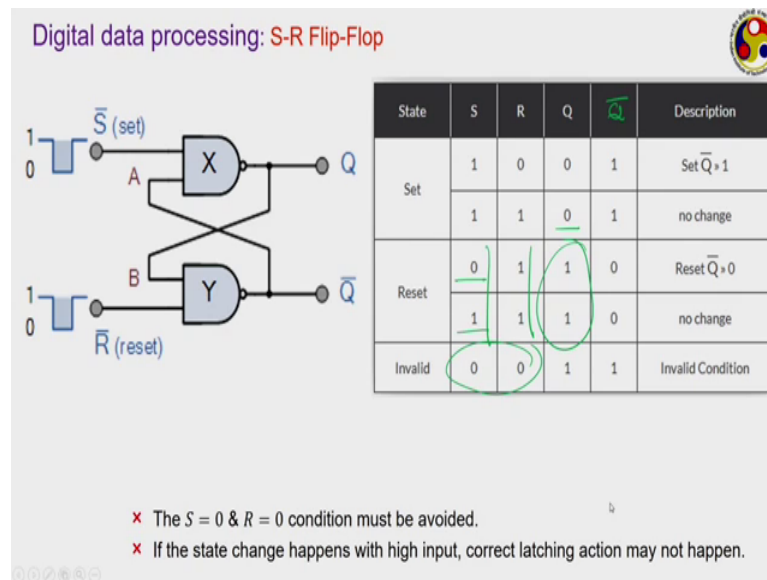 Digital data processing: S-R Flip-Flop
1
0
S̅ (set)
A
X
Q
B
Y
Q̅
1
0
R̅ (reset)
State S R Q Q̅ Description
Set 1 0 0 1 Set Q̅ » 1
1 1 0 1 no change
Reset 0 1 1 0 Reset Q̅ » 0
1 1 1 0 no change
Invalid 0 0 1 1 Invalid Condition
× The S = 0 & R = 0 condition must be avoided.
× If the state change happens with high input, correct latching action may not happen.